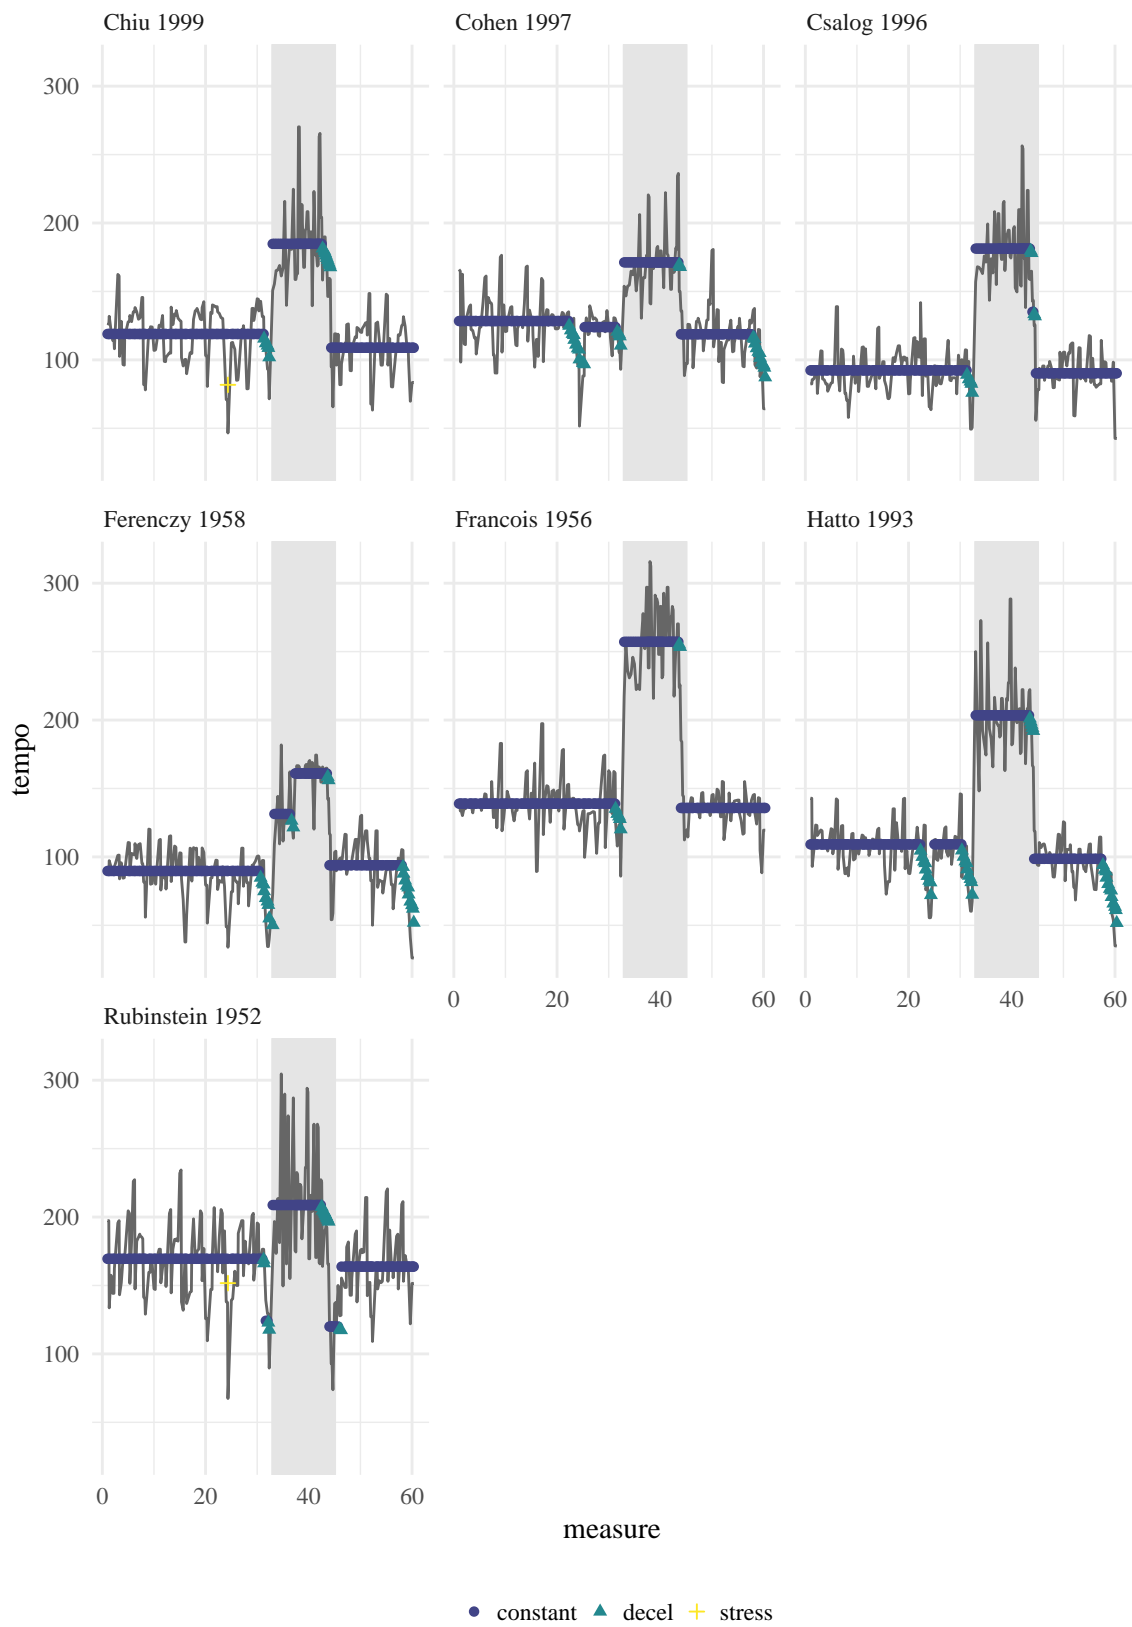 Chiu 1999 Cohen 1997 Csalog 1996
300
200
100
Ferenczy 1958 Francois 1956 Hatto 1993
300
200
100
0 20 40 60 0 20 40 60
Rubinstein 1952
300
200
100
0 20 40 60
tempo
measure
constant decel stress